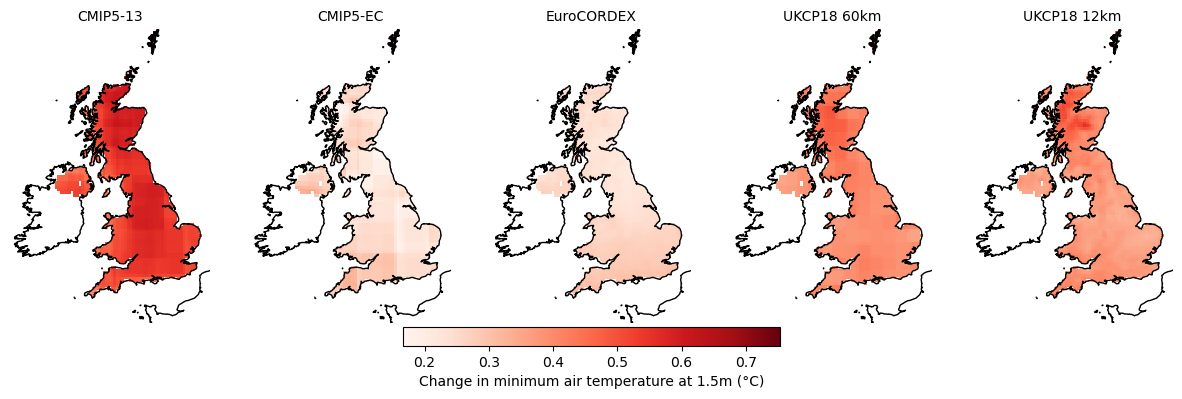 CMIP5-13
CMIP5-EC
EuroCORDEX
UKCP18 60km
UKCP18 12km
0.2
0.3
0.4
0.5
0.6
0.7
Change in minimum air temperature at 1.5m (°C)